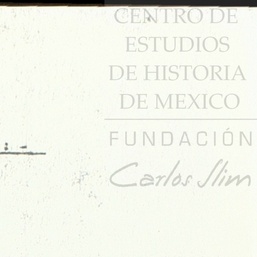 CENTRO DE
ESTUDIOS
DE HISTORIA
DE MEXICO
FUNDACIÓN
Carlos Slim